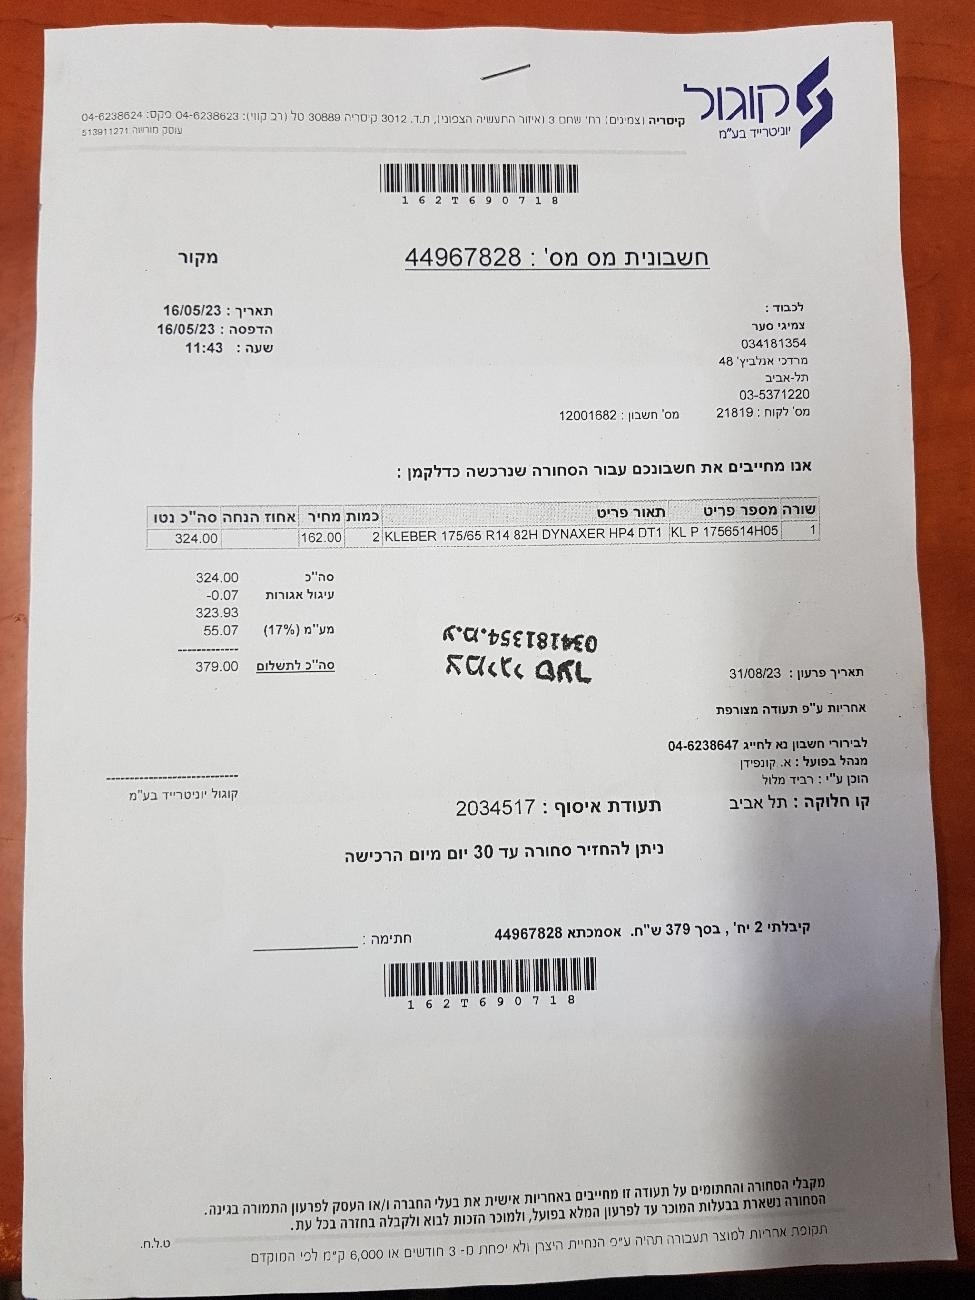 קוגול
יוניטרייד בע"מ
קיסריה (צמיגים) רח' שחם 3 (איזור התעשיה הצפוני), ת.ד. 3012 קיסריה 30889 טל (רב קווי): 04-6238623 פקס: 04-6238624
עוסק מורשה 513911271
162T690718
חשבונית מס מס' : 44967828
מקור
תאריך : 16/05/23
הדפסה : 16/05/23
שעה : 11:43
לכבוד :
צמיגי סער
034181354
מרדכי אנלביץ' 48
תל-אביב
03-5371220
מס' לקוח : 21819 מס' חשבון : 12001682
אנו מחייבים את חשבונכם עבור הסחורה שנרכשה כדלקמן :
שורה מספר פריט תאור פריט כמות מחיר אחוז הנחה סה"כ נטו
1 KL P 1756514H05 KLEBER 175/65 R14 82H DYNAXER HP4 DT1 2 162.00 324.00
סה"כ 324.00
עיגול אגורות -0.07
323.93
מע"מ (17%) 55.07
סה"כ לתשלום 379.00
צמיגי סער
ע.מ.034181354
תאריך פרעון : 31/08/23
אחריות ע"פ תעודה מצורפת
לבירורי חשבון נא לחייג 04-6238647
מנהל בפועל : א. קונפידן
הוכן ע"י : רביד מלול
קוגול יוניטרייד בע"מ
קו חלוקה : תל אביב תעודת איסוף : 2034517
ניתן להחזיר סחורה עד 30 יום מיום הרכישה
קיבלתי 2 יח' , בסך 379 ש"ח. אסמכתא 44967828 חתימה :
162T690718
מקבלי הסחורה והחתומים על תעודה זו מחייבים באחריות אישית את בעלי החברה ו/או העסק לפרעון התמורה בגינה.
הסחורה נשארת בבעלות המוכר עד לפרעון המלא בפועל, ולמוכר הזכות לבוא ולקבלה בחזרה בכל עת.
תקופת אחריות למוצר תעבורה תהיה ע"פ הנחיית היצרן ולא יפחת מ- 3 חודשים או 6,000 ק"מ לפי המוקדם
ט.ל.ח.